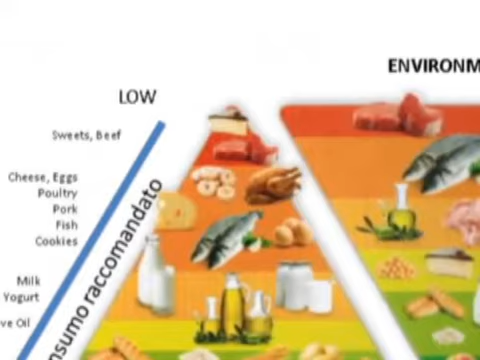 ENVIRONM
LOW
Sweets, Beef
Cheese, Eggs
Poultry
Pork
Fish
Cookies
Milk
Yogurt
ve Oil
nsumo raccomandato